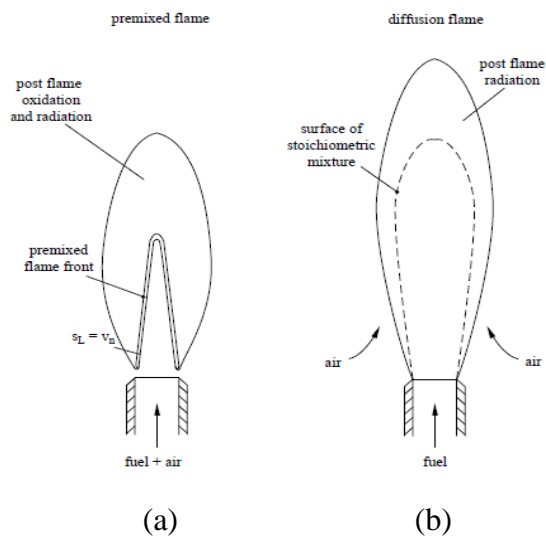 premixed flame
post flame
oxidation
and radiation
premixed
flame front
s_L = v_n
fuel + air
(a)
diffusion flame
post flame
radiation
surface of
stoichiometric
mixture
air
air
fuel
(b)